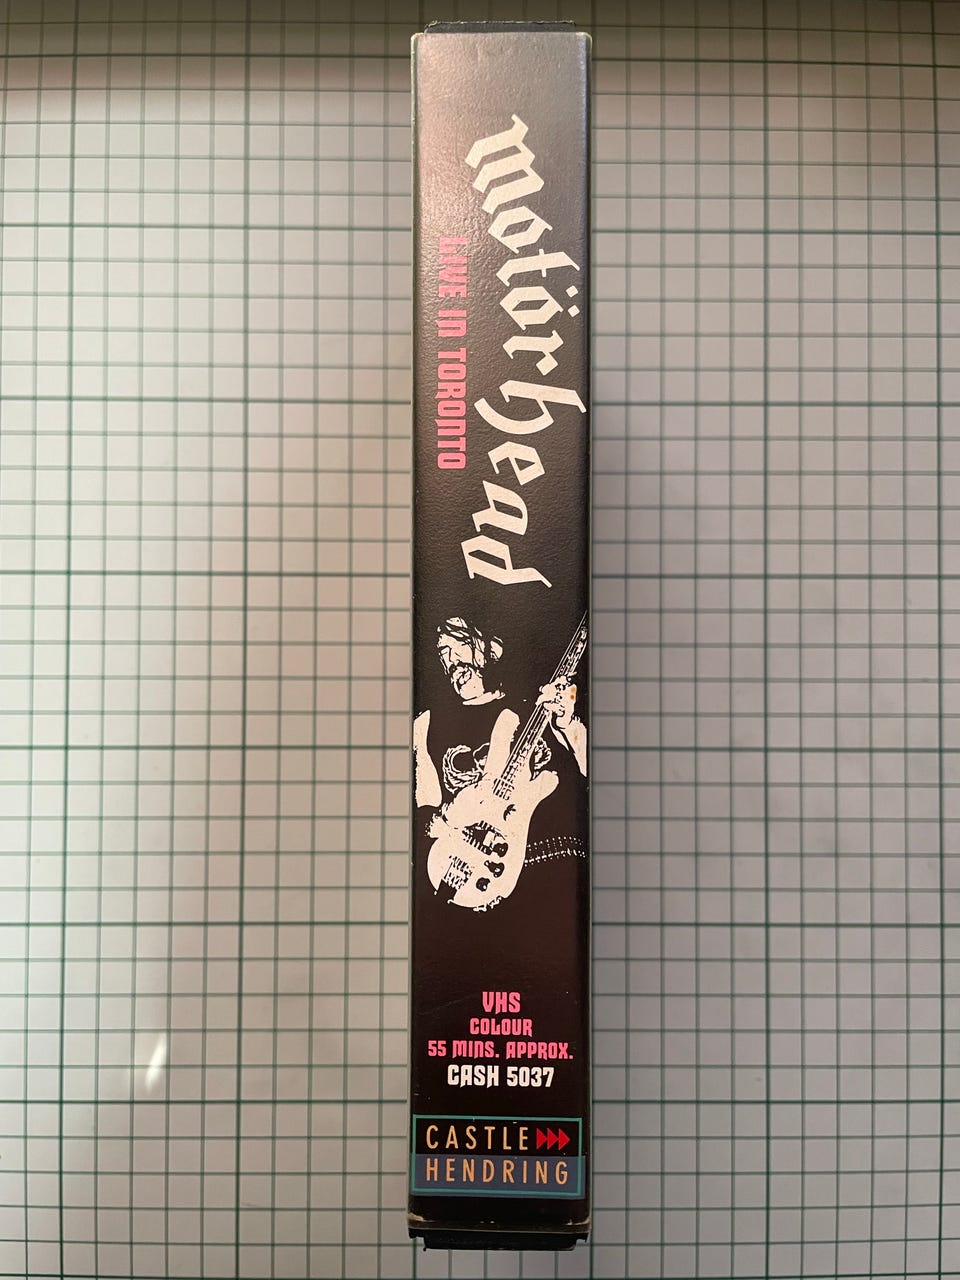 motörhead
LIVE IN TORONTO
VHS
COLOUR
55 MINS. APPROX.
CASH 5037
CASTLE
HENDRING